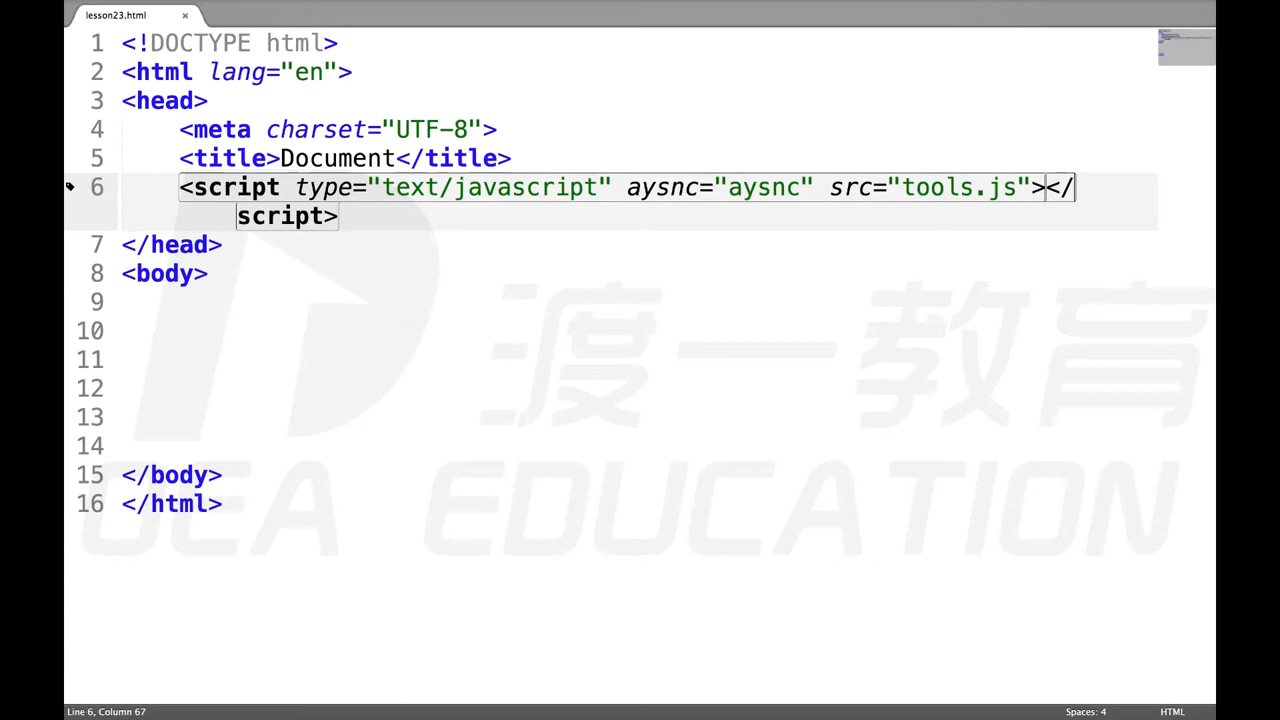 lesson23.html ×
1 <!DOCTYPE html>
2 <html lang="en">
3 <head>
4 <meta charset="UTF-8">
5 <title>Document</title>
6 <script type="text/javascript" aysnc="aysnc" src="tools.js"></
script>
7 </head>
8 <body>
9
10
11
12
13
14
15 </body>
16 </html>
渡一教育
DEA EDUCATION
Line 6, Column 67 Spaces: 4 HTML